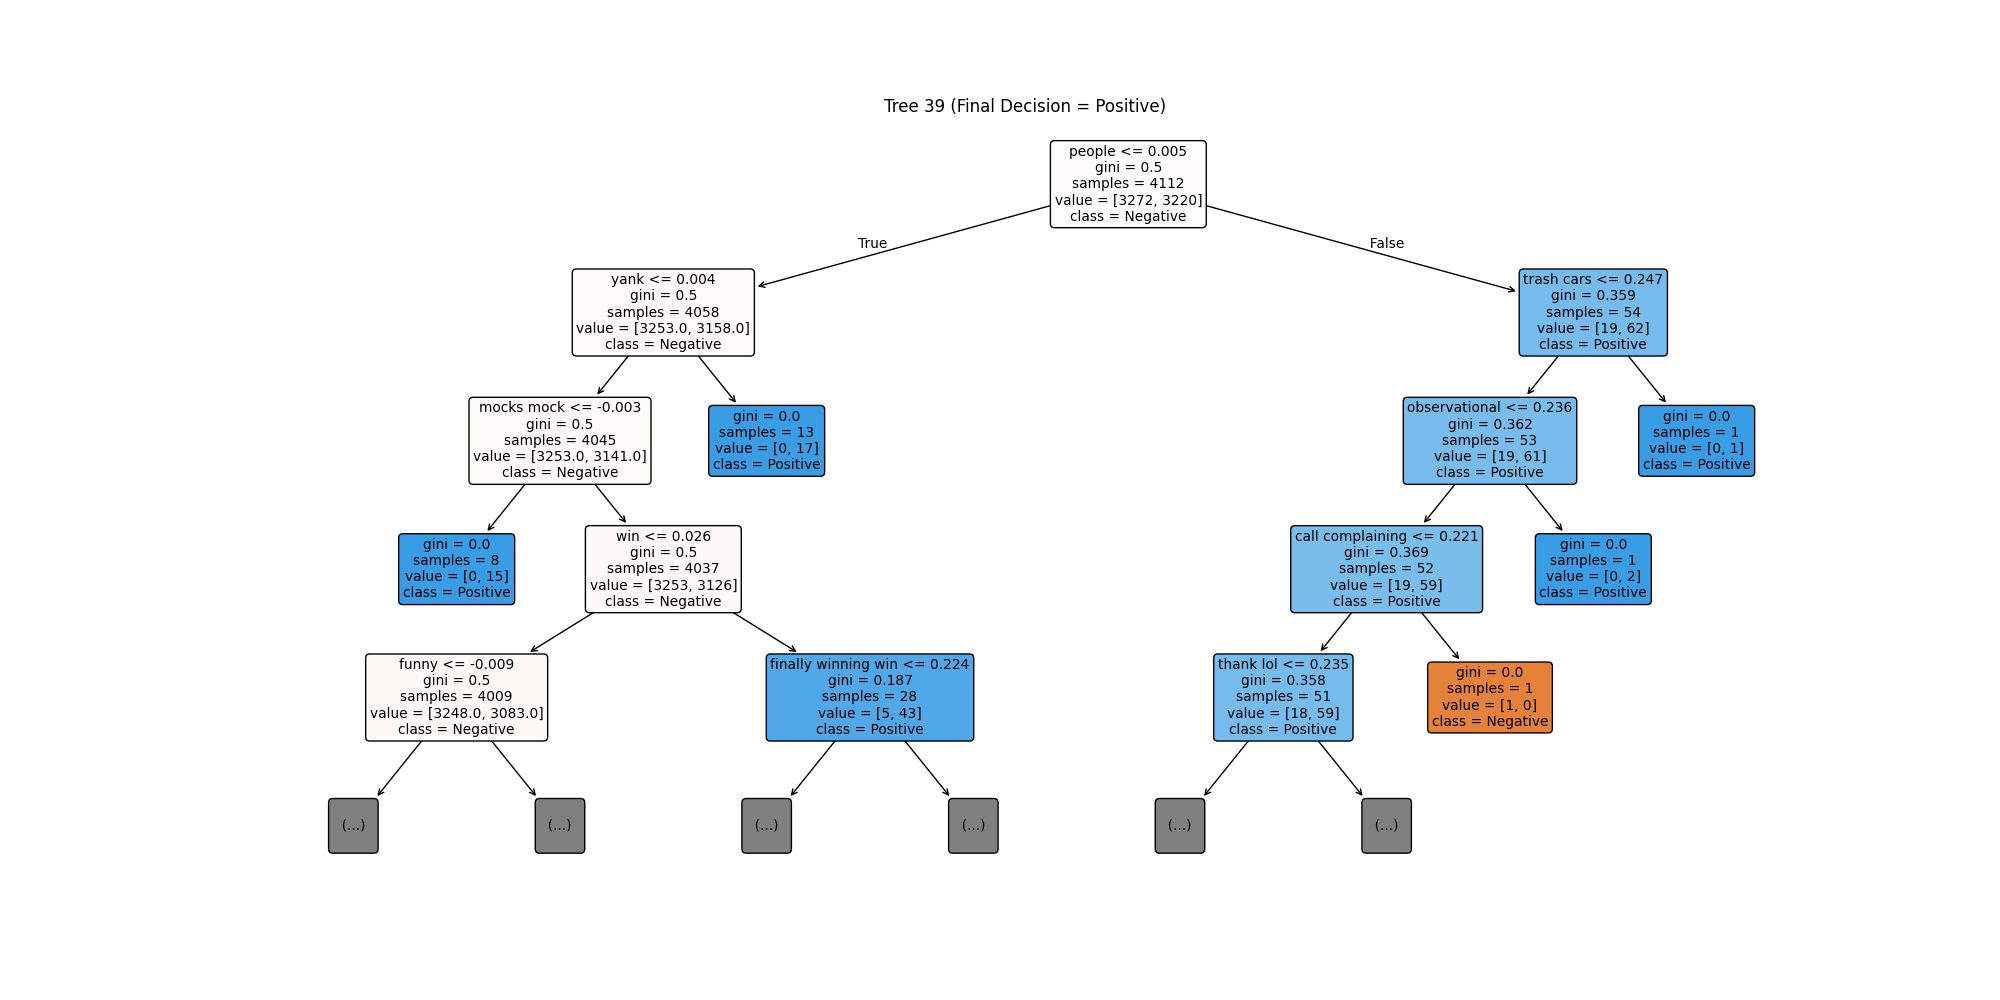 Tree 39 (Final Decision = Positive)
people <= 0.005
gini = 0.5
samples = 4112
value = [3272, 3220]
class = Negative
True
False
yank <= 0.004
gini = 0.5
samples = 4058
value = [3253.0, 3158.0]
class = Negative
trash cars <= 0.247
gini = 0.359
samples = 54
value = [19, 62]
class = Positive
mocks mock <= -0.003
gini = 0.5
samples = 4045
value = [3253.0, 3141.0]
class = Negative
gini = 0.0
samples = 13
value = [0, 17]
class = Positive
observational <= 0.236
gini = 0.362
samples = 53
value = [19, 61]
class = Positive
gini = 0.0
samples = 1
value = [0, 1]
class = Positive
gini = 0.0
samples = 8
value = [0, 15]
class = Positive
win <= 0.026
gini = 0.5
samples = 4037
value = [3253, 3126]
class = Negative
call complaining <= 0.221
gini = 0.369
samples = 52
value = [19, 59]
class = Positive
gini = 0.0
samples = 1
value = [0, 2]
class = Positive
funny <= -0.009
gini = 0.5
samples = 4009
value = [3248.0, 3083.0]
class = Negative
finally winning win <= 0.224
gini = 0.187
samples = 28
value = [5, 43]
class = Positive
thank lol <= 0.235
gini = 0.358
samples = 51
value = [18, 59]
class = Positive
gini = 0.0
samples = 1
value = [1, 0]
class = Negative
(...)
(...)
(...)
(...)
(...)
(...)